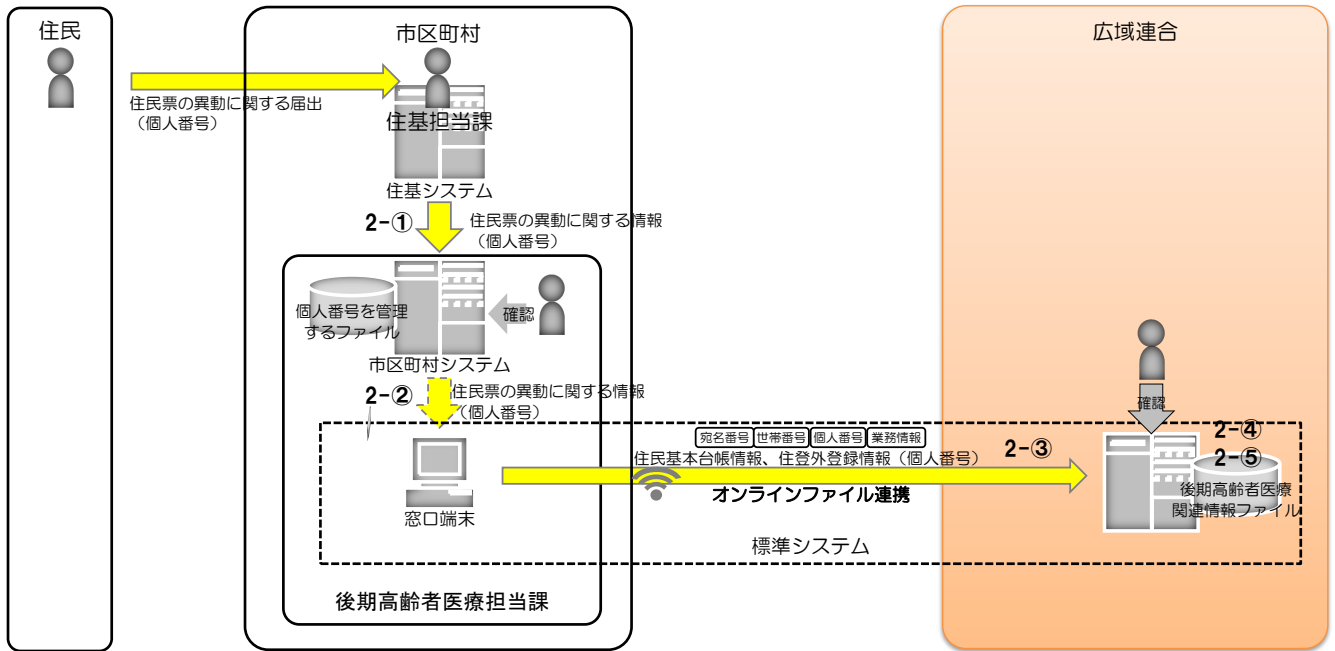 住民
市区町村
広域連合
住民票の異動に関する届出
（個人番号）
住基担当課
住基システム
2-①
住民票の異動に関する情報
（個人番号）
個人番号を管理
するファイル
確認
市区町村システム
2-②
住民票の異動に関する情報
（個人番号）
確認
宛名番号 世帯番号 個人番号 業務情報
住民基本台帳情報、住登外登録情報（個人番号）
2-③
オンラインファイル連携
2-④
2-⑤
後期高齢者医療
関連情報ファイル
窓口端末
標準システム
後期高齢者医療担当課